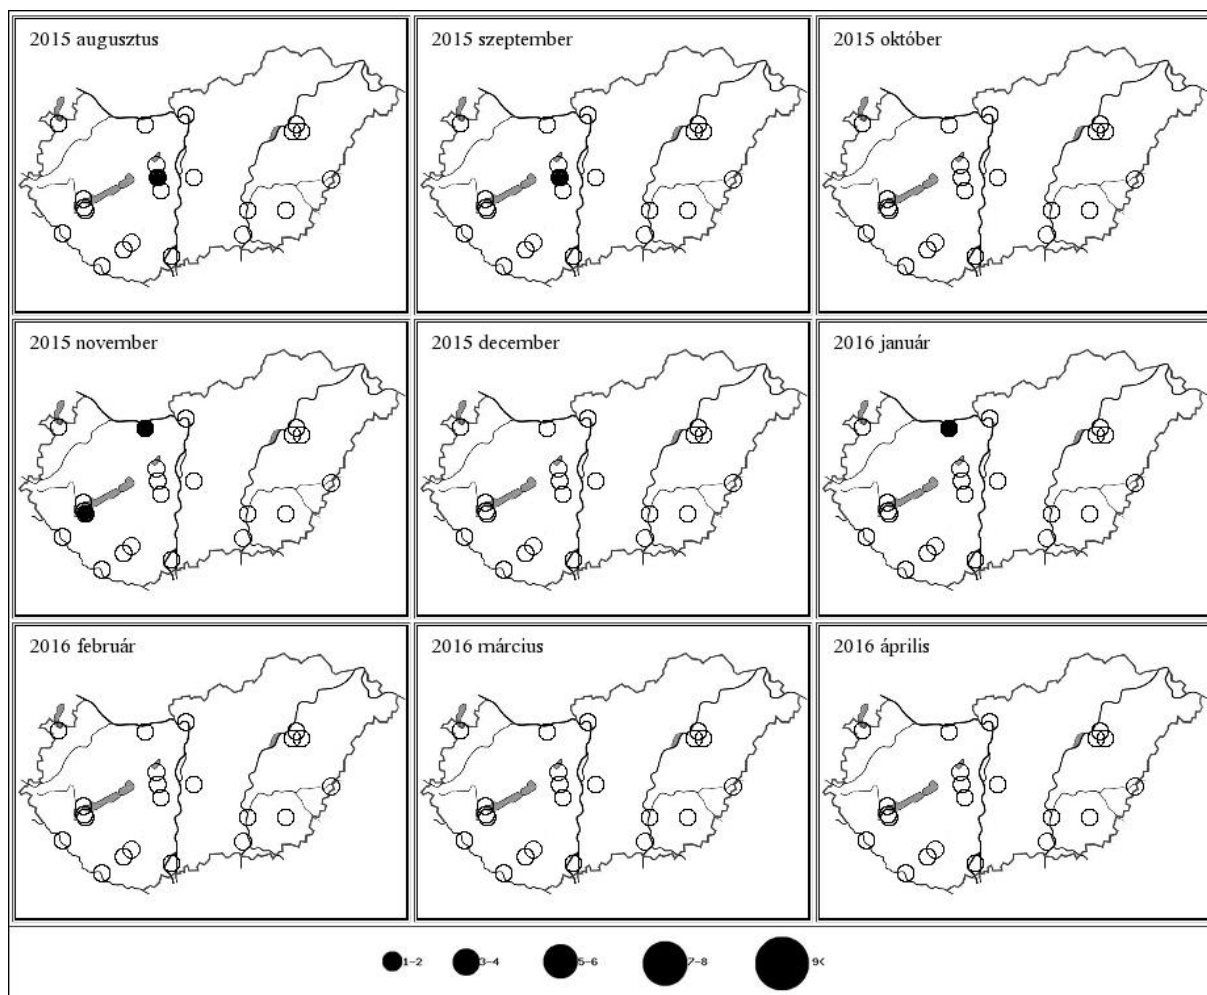 2015 augusztus
2015 szeptember
2015 október
2015 november
2015 december
2016 január
2016 február
2016 március
2016 április
1-2 3-4 5-6 7-8 9<